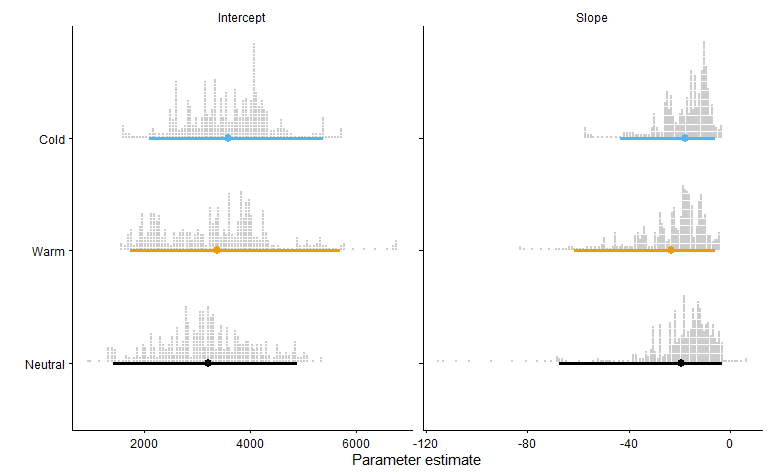 Intercept
Slope
Cold
Warm
Neutral
2000 4000 6000 -120 -80 -40 0
Parameter estimate